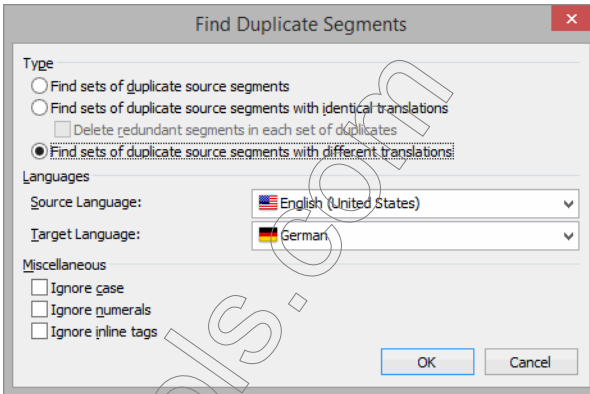 Find Duplicate Segments
Type
Find sets of duplicate source segments
Find sets of duplicate source segments with identical translations
Delete redundant segments in each set of duplicates
Find sets of duplicate source segments with different translations
Languages
Source Language: English (United States)
Target Language: German
Miscellaneous
Ignore case
Ignore numerals
Ignore inline tags
OK Cancel
ols.com